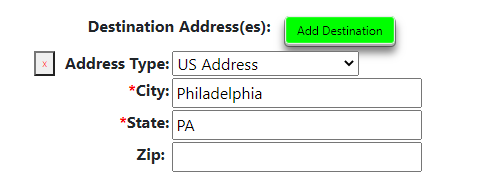 Destination Address(es): Add Destination
x Address Type: US Address
*City: Philadelphia
*State: PA
Zip: